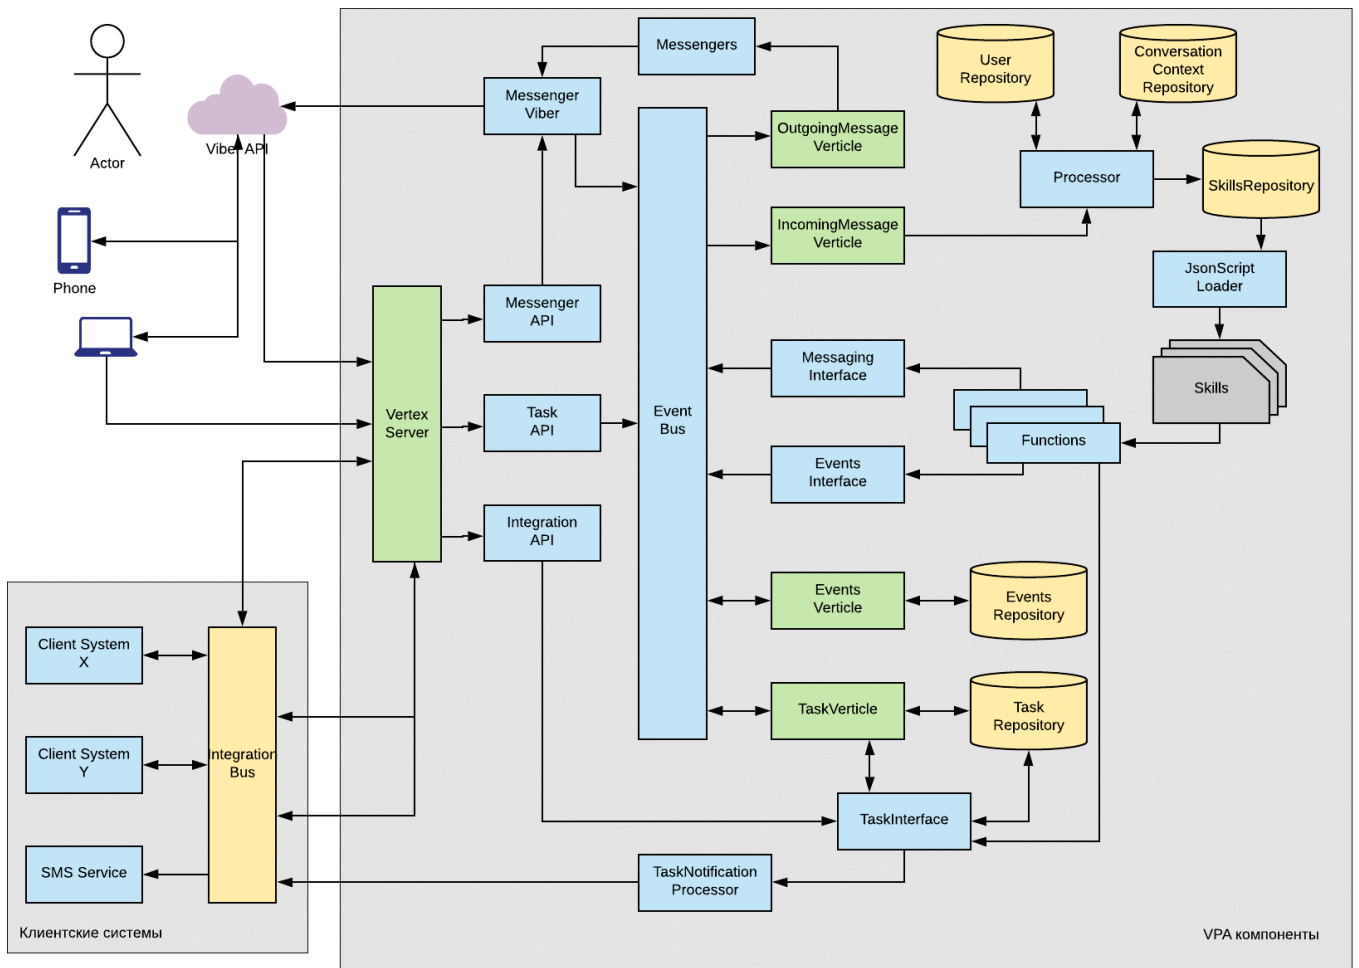 Actor
Viber API
Phone
Messengers
Messenger
Viber
OutgoingMessage
Verticle
IncomingMessage
Verticle
User
Repository
Conversation
Context
Repository
Processor
SkillsRepository
JsonScript
Loader
Skills
Functions
Messenger
API
Task
API
Integration
API
Vertex
Server
Event
Bus
Messaging
Interface
Events
Interface
Events
Verticle
Events
Repository
TaskVerticle
Task
Repository
TaskInterface
TaskNotification
Processor
Client System
X
Client System
Y
SMS Service
Integration
Bus
Клиентские системы
VPA компоненты